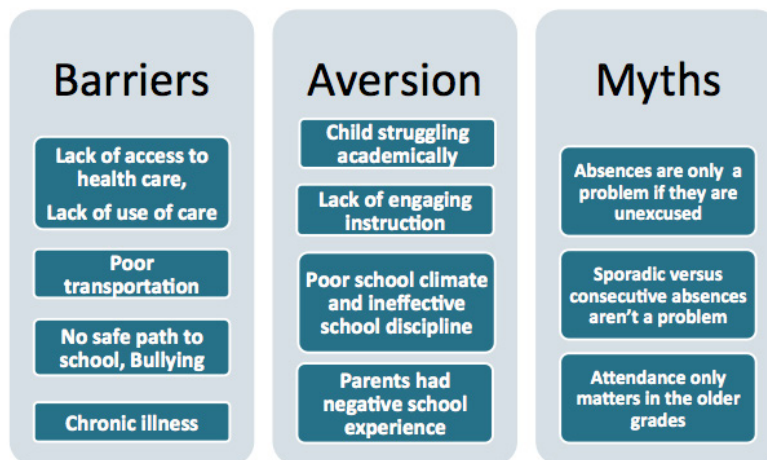 Barriers
Lack of access to
health care,
Lack of use of care
Poor
transportation
No safe path to
school, Bullying
Chronic illness
Aversion
Child struggling
academically
Lack of engaging
instruction
Poor school climate
and ineffective
school discipline
Parents had
negative school
experience
Myths
Absences are only a
problem if they are
unexcused
Sporadic versus
consecutive absences
aren't a problem
Attendance only
matters in the older
grades